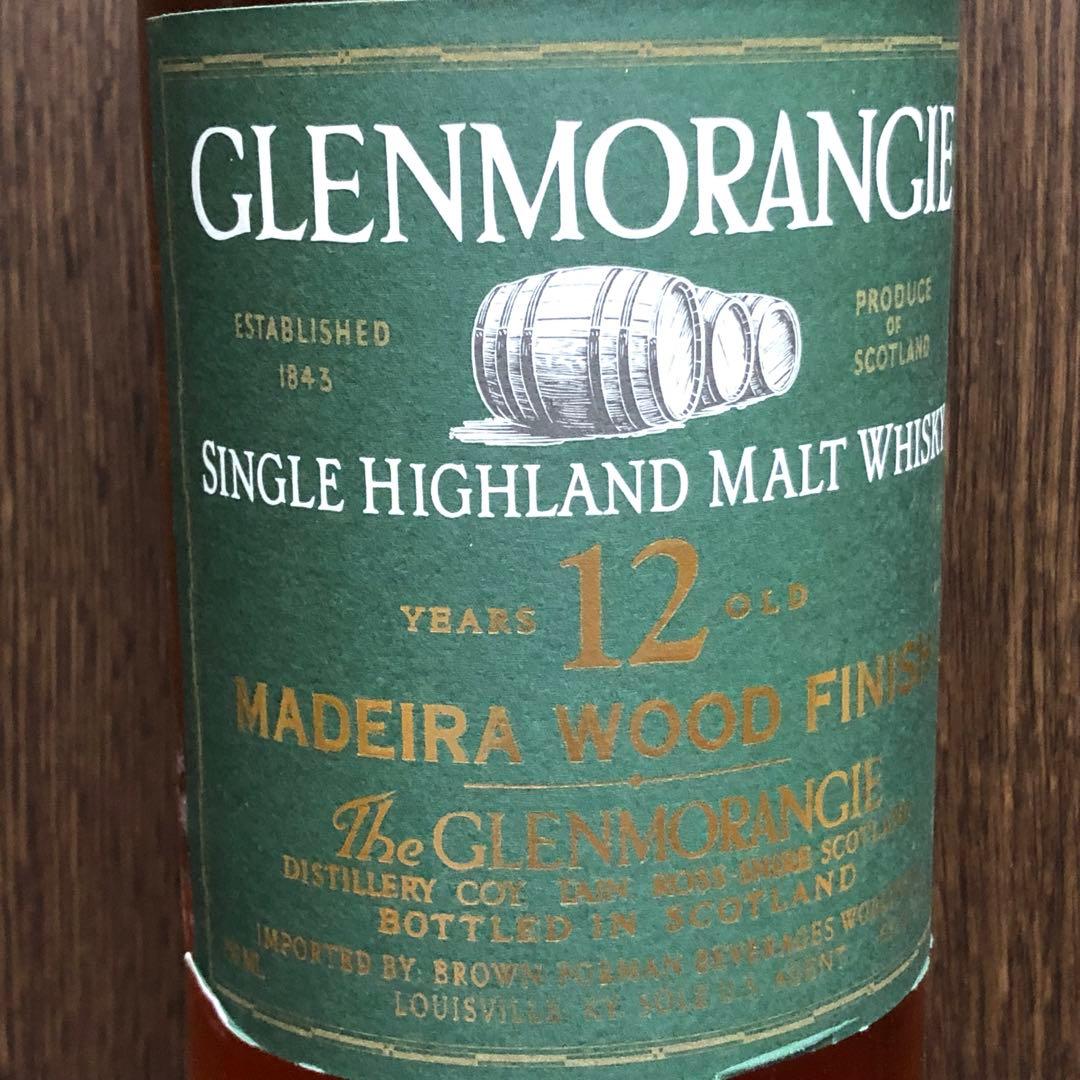 GLENMORANGIE
ESTABLISHED
1843
PRODUCE
OF
SCOTLAND
SINGLE HIGHLAND MALT WHISKY
YEARS 12 OLD
MADEIRA WOOD FINISH
The GLENMORANGIE
DISTILLERY COY. TAIN. ROSS-SHIRE SCOTLAND
BOTTLED IN SCOTLAND
IMPORTED BY: BROWN-FORMAN BEVERAGES
LOUISVILLE, KY SOLE U.S. AGENT
ML